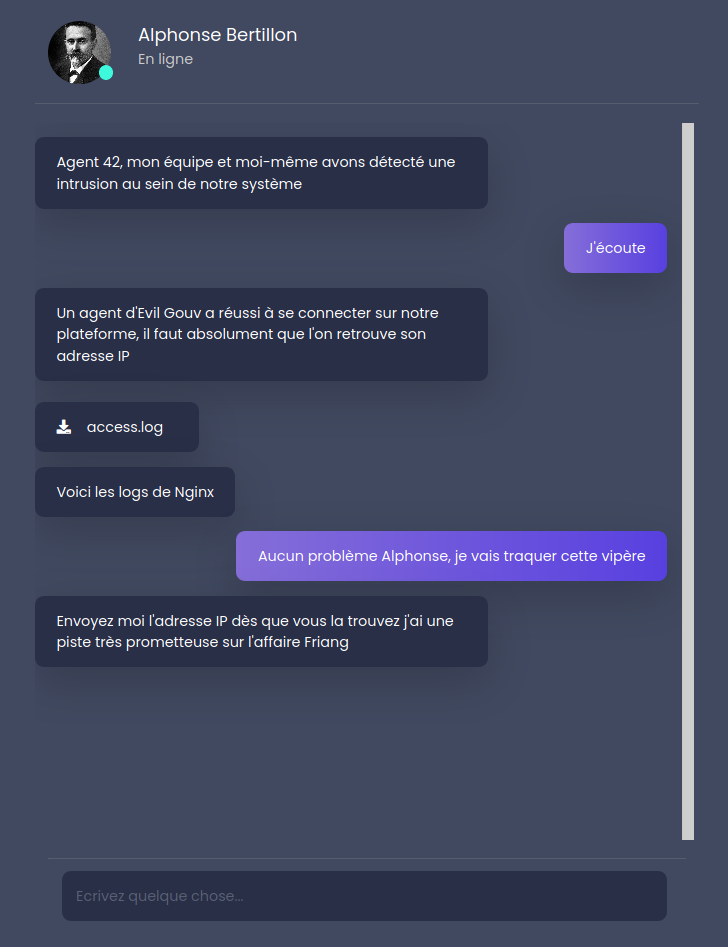 Alphonse Bertillon
En ligne
Agent 42, mon équipe et moi-même avons détecté une
intrusion au sein de notre système
J'écoute
Un agent d'Evil Gouv a réussi à se connecter sur notre
plateforme, il faut absolument que l'on retrouve son
adresse IP
access.log
Voici les logs de Nginx
Aucun problème Alphonse, je vais traquer cette vipère
Envoyez moi l'adresse IP dès que vous la trouvez j'ai une
piste très prometteuse sur l'affaire Friang
Ecrivez quelque chose...